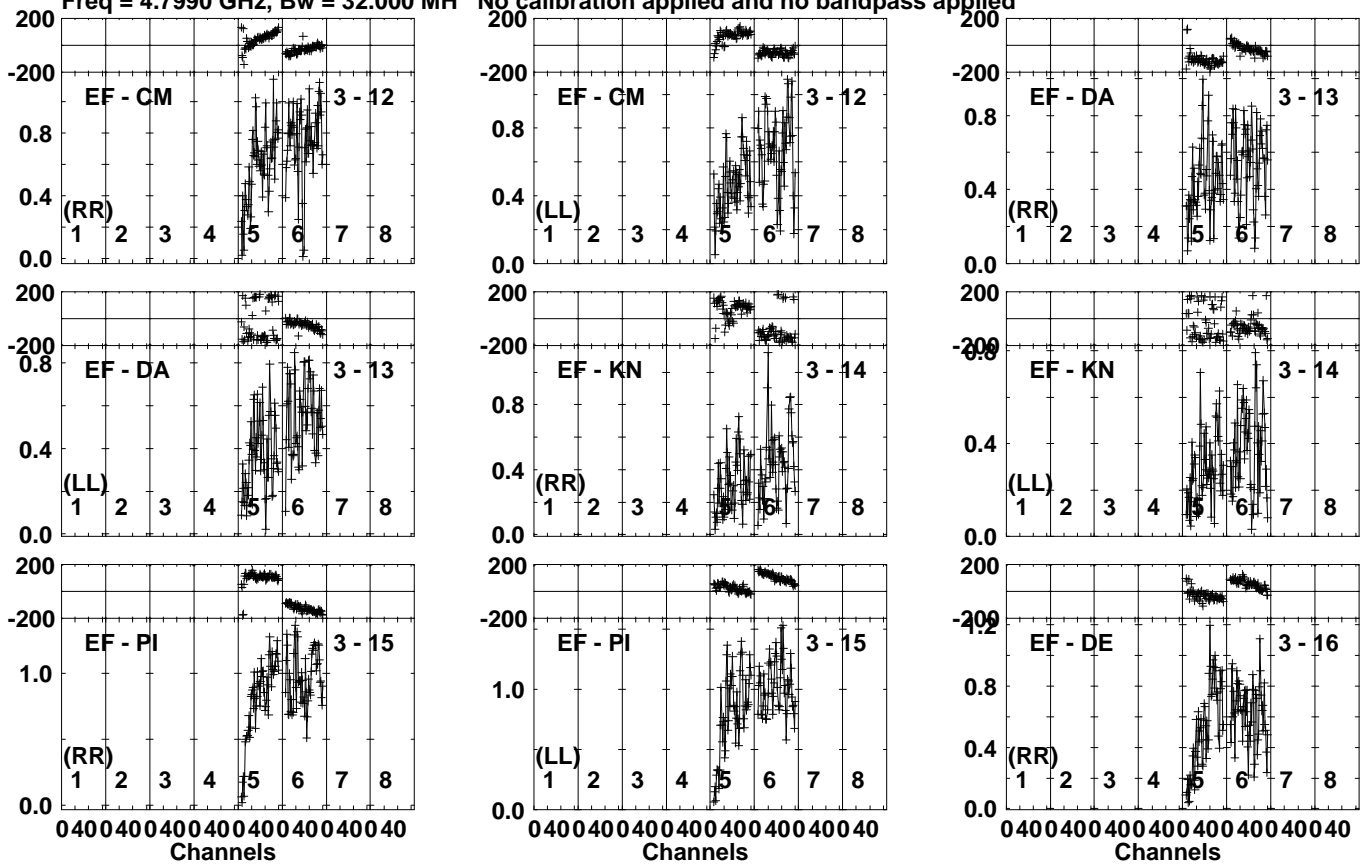 Freq = 4.7990 GHz, Bw = 32.000 MH No calibration applied and no bandpass applied
200
-200
EF - CM 3 - 12
0.8
0.4
0.0
(RR)
1 2 3 4 5 6 7 8
200
-200
EF - CM 3 - 12
0.8
0.4
0.0
(LL)
1 2 3 4 5 6 7 8
200
-200
EF - DA 3 - 13
0.8
0.4
0.0
(RR)
1 2 3 4 5 6 7 8
200
-200
0.8
EF - DA 3 - 13
0.4
0.0
(LL)
1 2 3 4 5 6 7 8
200
-200
EF - KN 3 - 14
0.8
0.4
0.0
(RR)
1 2 3 4 5 6 7 8
200
-200
0.8
EF - KN 3 - 14
0.4
0.0
(LL)
1 2 3 4 5 6 7 8
200
-200
EF - PI 3 - 15
1.0
0.0
(RR)
1 2 3 4 5 6 7 8
0 40 0 40 0 40 0 40 0 40 0 40 0 40 0 40
Channels
200
-200
EF - PI 3 - 15
1.0
0.0
(LL)
1 2 3 4 5 6 7 8
0 40 0 40 0 40 0 40 0 40 0 40 0 40 0 40
Channels
200
-200
1.2
EF - DE 3 - 16
0.8
0.4
0.0
(RR)
1 2 3 4 5 6 7 8
0 40 0 40 0 40 0 40 0 40 0 40 0 40 0 40
Channels